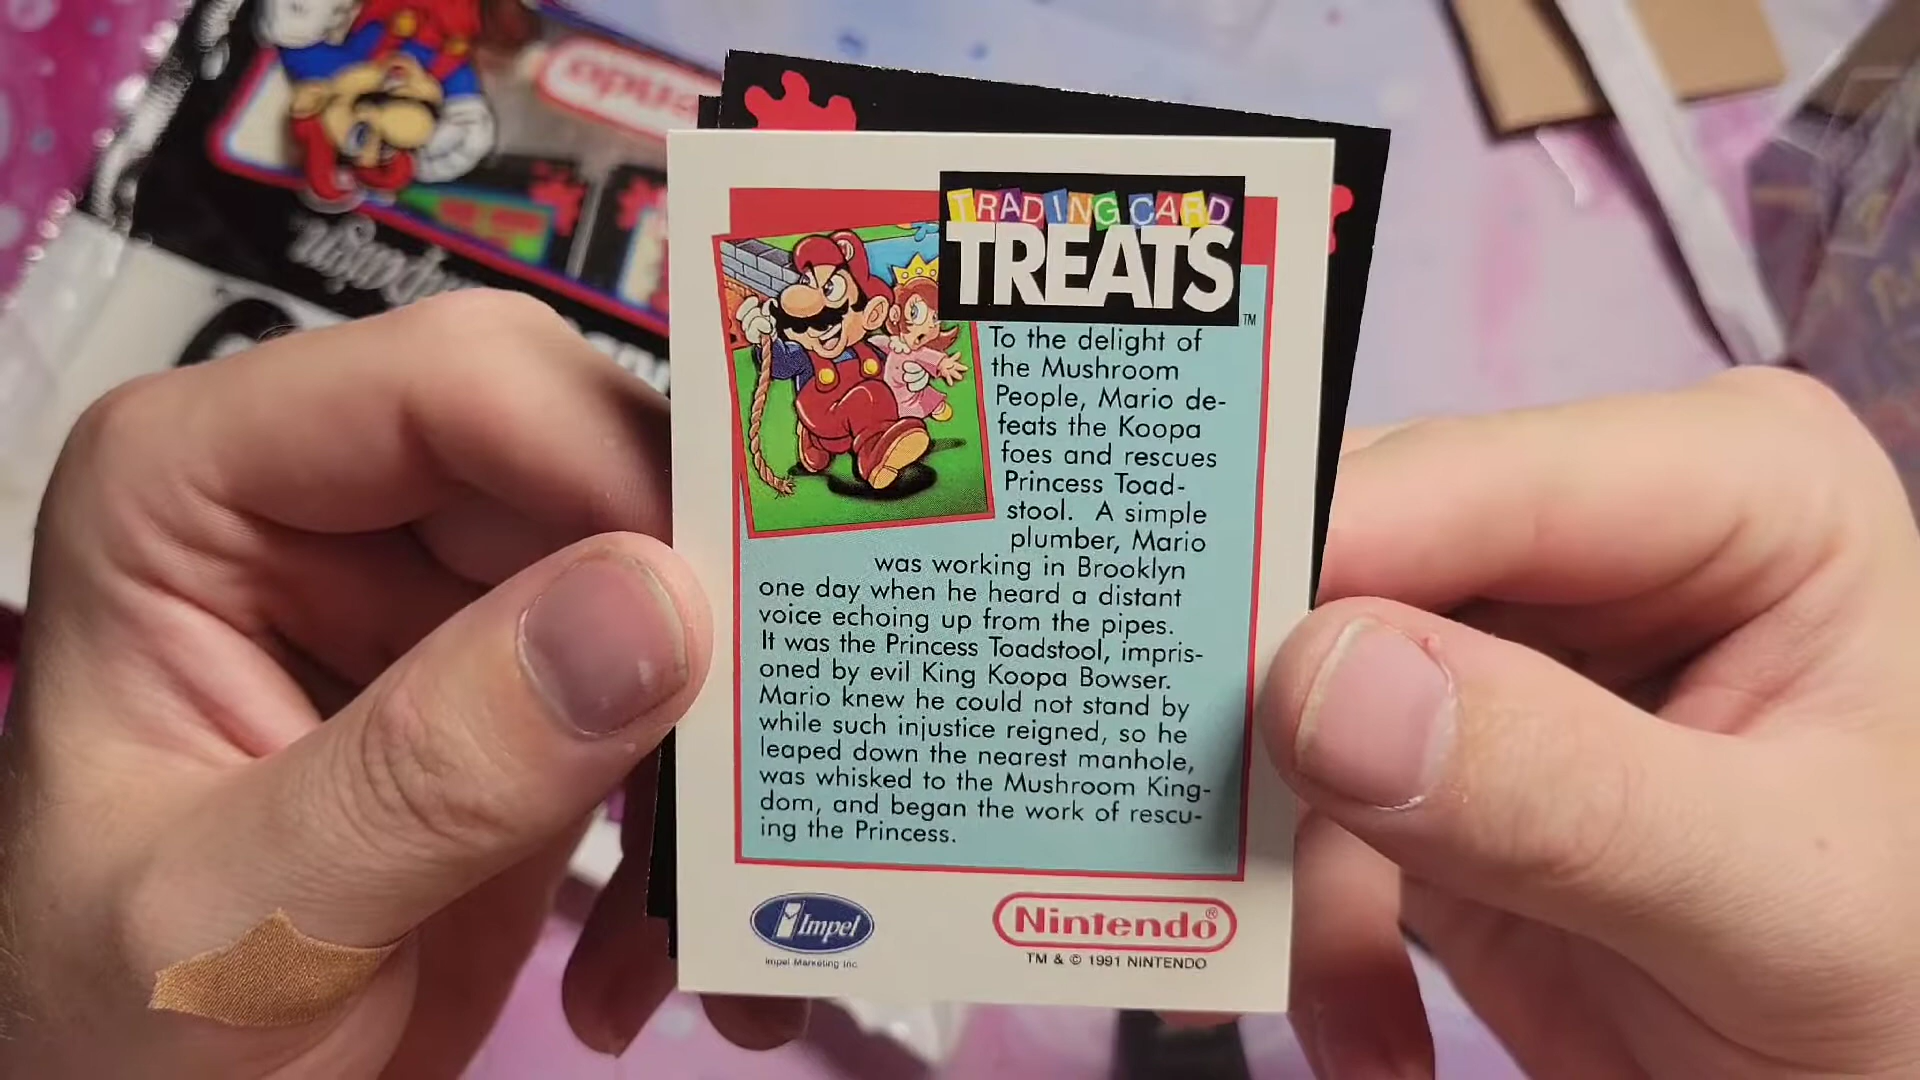 TRADING CARD
TREATS
TM
To the delight of
the Mushroom
People, Mario de-
feats the Koopa
foes and rescues
Princess Toad-
stool. A simple
plumber, Mario
was working in Brooklyn
one day when he heard a distant
voice echoing up from the pipes.
It was the Princess Toadstool, impris-
oned by evil King Koopa Bowser.
Mario knew he could not stand by
while such injustice reigned, so he
leaped down the nearest manhole,
was whisked to the Mushroom King-
dom, and began the work of rescu-
ing the Princess.
Impel
Impel Marketing Inc.
Nintendo®
TM & © 1991 NINTENDO